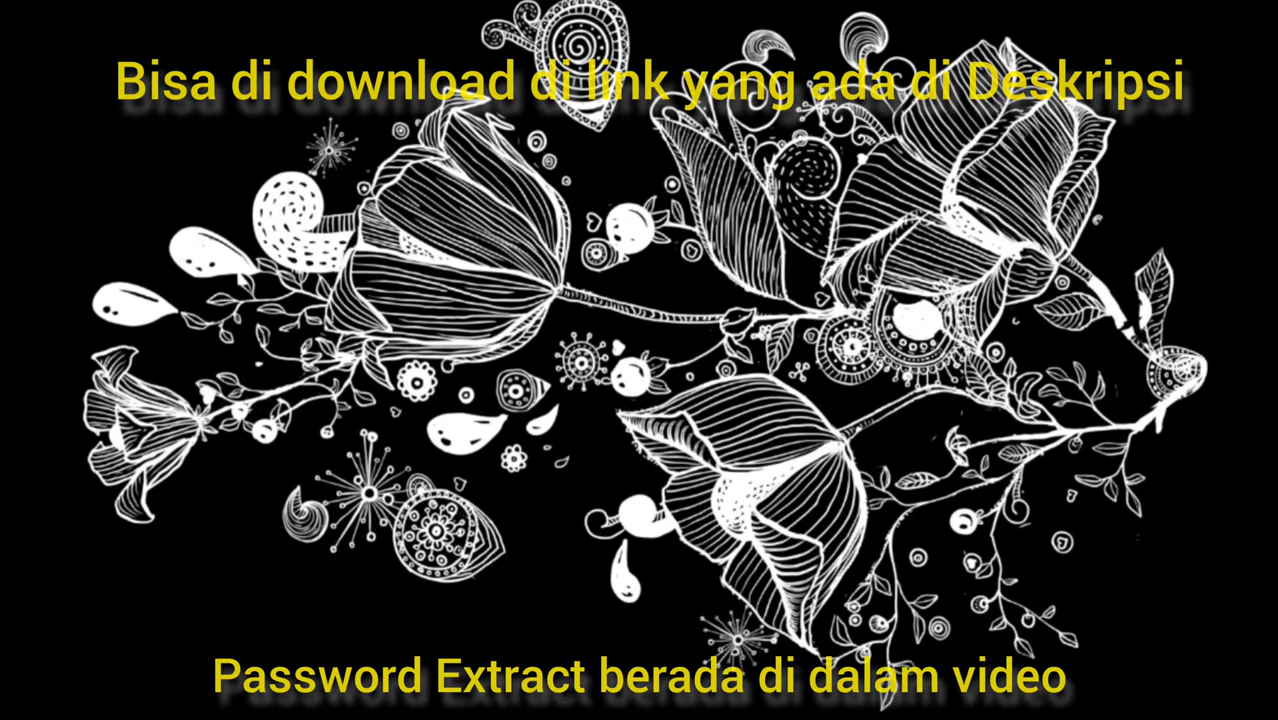 Bisa di download di link yang ada di Deskripsi
Password Extract berada di dalam video